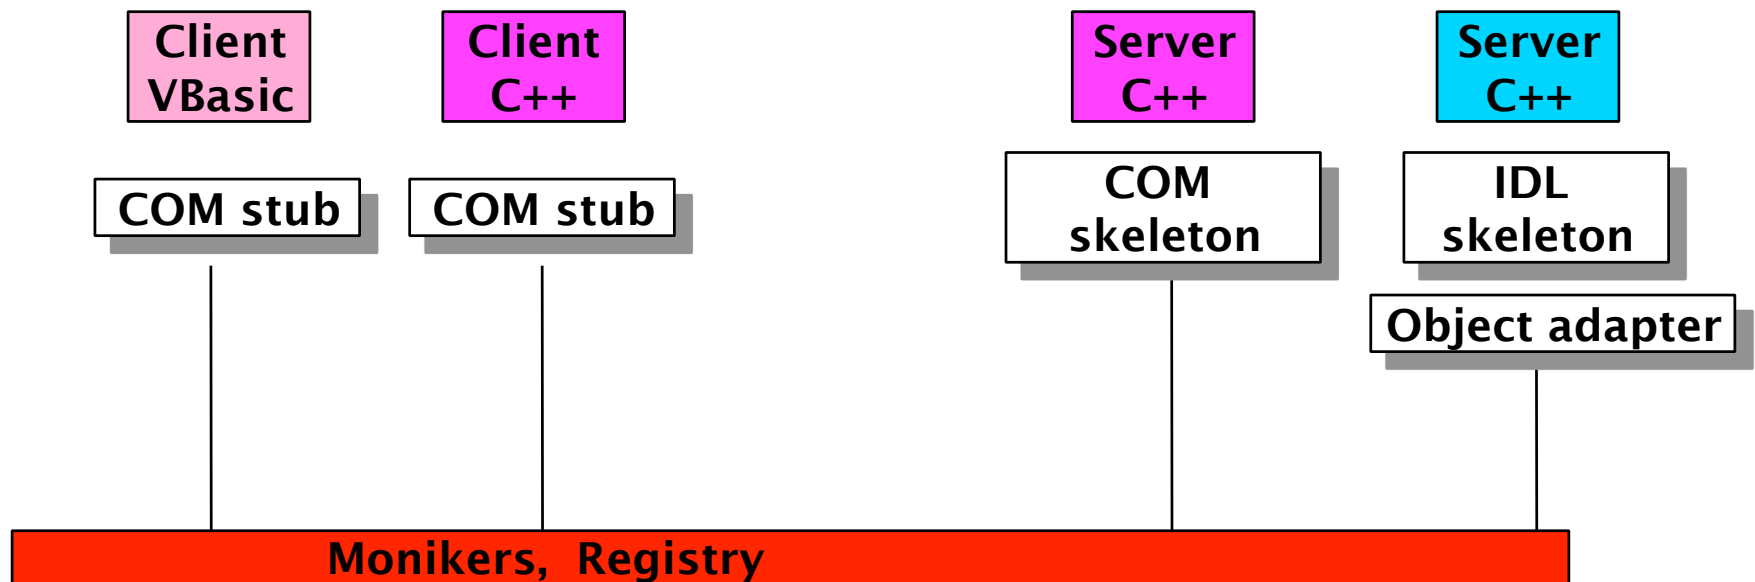 Client
VBasic
Client
C++
Server
C++
Server
C++
COM stub
COM stub
COM
skeleton
IDL
skeleton
Object adapter
Monikers, Registry